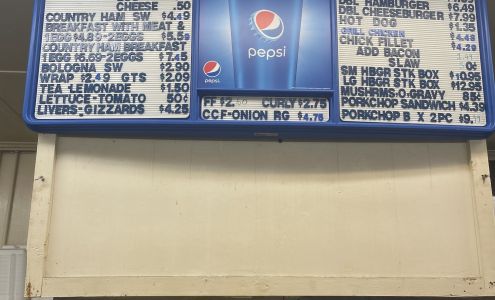 CHEESE .50
COUNTRY HAM SW $4.49
BREAKFAST WITH MEAT &
1EGG $4.89-2EGGS $5.59
COUNTRY HAM BREAKFAST
1EGG $6.59-2EGGS $7.45
BOLOGNA SW $2.99
WRAP $2.49 GTS $2.09
TEA LEMONADE $1.50
LETTUCE-TOMATO 50¢
LIVERS-GIZZARDS $4.25
pepsi
pepsi
FF $2.50 CURLY $2.75
CCF-ONION RG $4.75
DBL HAMBURGER $6.49
DBL CHEESEBURGER $7.99
HOT DOG $1.35
GRILL CHICKEN
CHICK FILLET $4.29
ADD BACON
SLAW
SM HBGR STK BOX $10.95
LG HBGR STK BOX $12.95
MUSHRMS-O-GRAVY 85¢
PORKCHOP SANDWICH $4.39
PORKCHOP B X 2PC